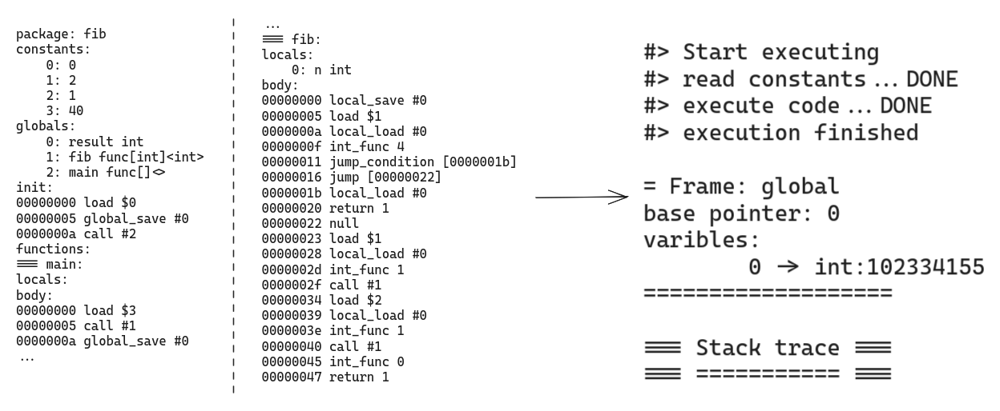 package: fib
constants:
    0: 0
    1: 2
    2: 1
    3: 40
globals:
    0: result int
    1: fib func[int]<int>
    2: main func[]<>
init:
00000000 load $0
00000005 global_save #0
0000000a call #2
functions:
=== main:
locals:
body:
00000000 load $3
00000005 call #1
0000000a global_save #0
...
...
=== fib:
locals:
    0: n int
body:
00000000 local_save #0
00000005 load $1
0000000a local_load #0
0000000f int_func 4
00000011 jump_condition [0000001b]
00000016 jump [00000022]
0000001b local_load #0
00000020 return 1
00000022 null
00000023 load $1
00000028 local_load #0
0000002d int_func 1
0000002f call #1
00000034 load $2
00000039 local_load #0
0000003e int_func 1
00000040 call #1
00000045 int_func 0
00000047 return 1
#> Start executing
#> read constants...DONE
#> execute code...DONE
#> execution finished
= Frame: global
base pointer: 0
varibles:
        0 -> int:102334155
===================
=== Stack trace ===
=== =========== ===